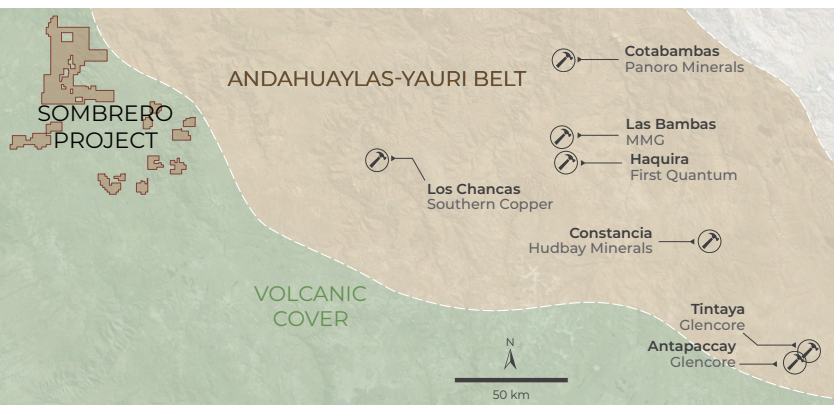 ANDAHUAYLAS-YAURI BELT
Cotabambas
Panoro Minerals
SOMBRERO
PROJECT
Las Bambas
MMG
Haquira
First Quantum
Los Chancas
Southern Copper
Constancia
Hudbay Minerals
VOLCANIC
COVER
Tintaya
Glencore
Antapaccay
Glencore
N
50 km